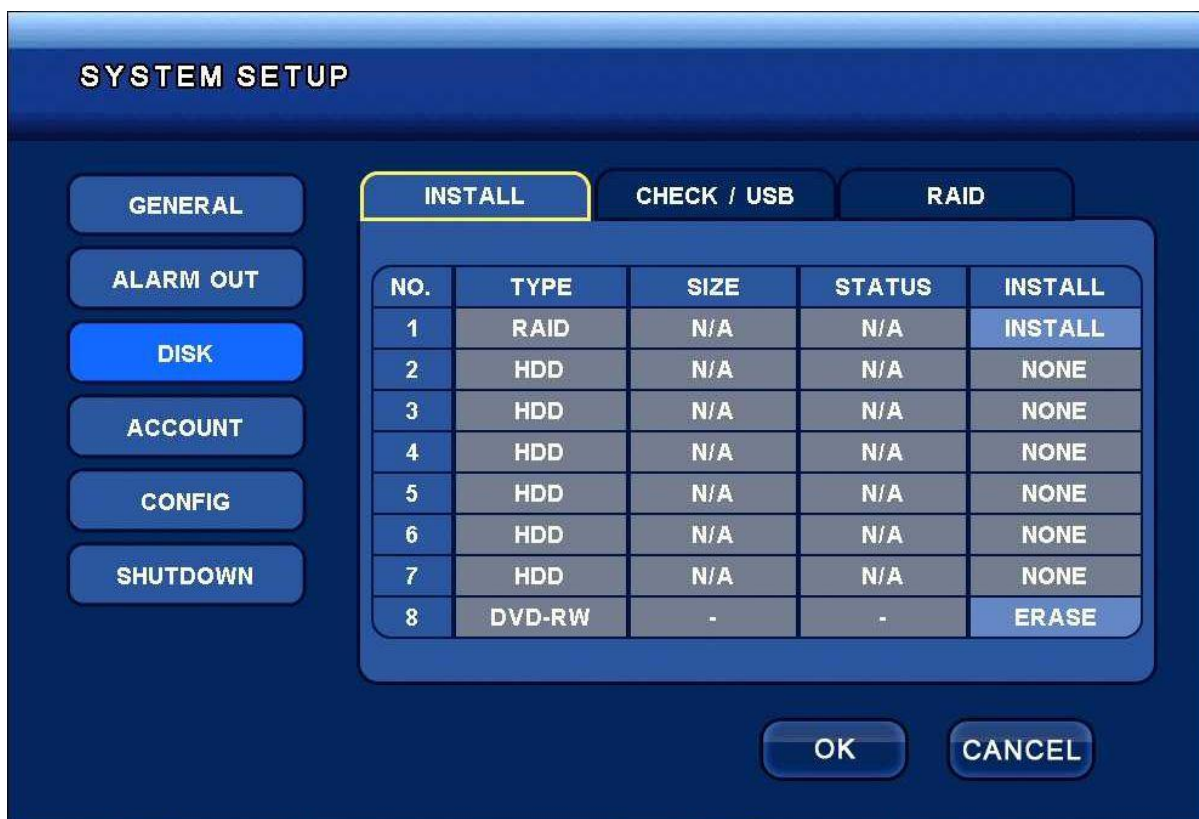 SYSTEM SETUP
GENERAL
ALARM OUT
DISK
ACCOUNT
CONFIG
SHUTDOWN
INSTALL CHECK / USB RAID
NO. TYPE SIZE STATUS INSTALL
1 RAID N/A N/A INSTALL
2 HDD N/A N/A NONE
3 HDD N/A N/A NONE
4 HDD N/A N/A NONE
5 HDD N/A N/A NONE
6 HDD N/A N/A NONE
7 HDD N/A N/A NONE
8 DVD-RW - - ERASE
OK CANCEL